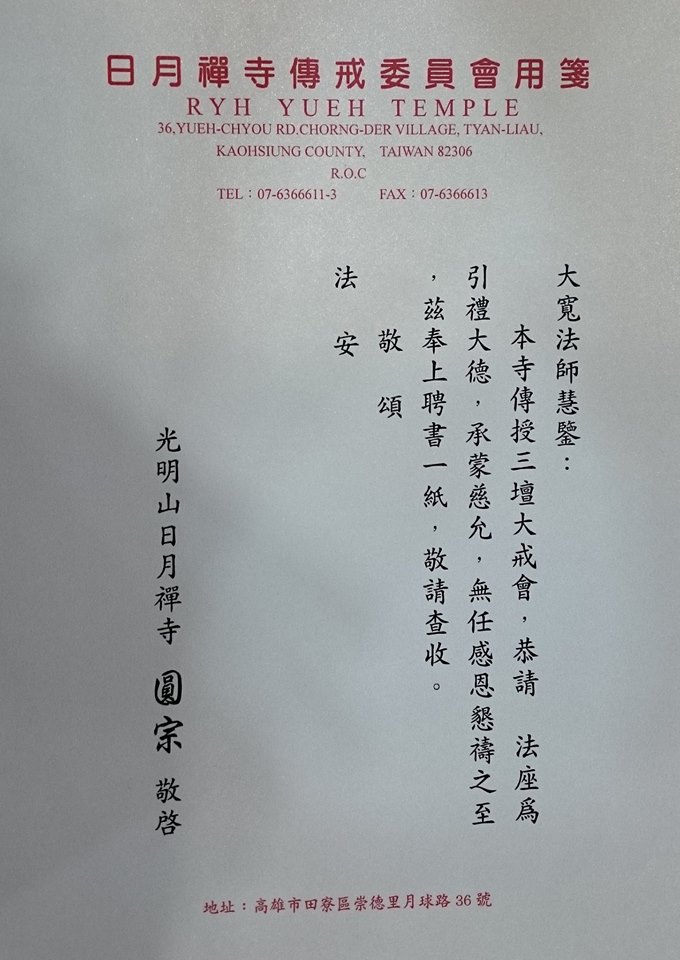 日月禪寺傳戒委員會用箋
RYH YUEH TEMPLE
36,YUEH-CHYOU RD.CHORNG-DER VILLAGE, TYAN-LIAU,
KAOHSIUNG COUNTY, TAIWAN 82306
R.O.C
TEL：07-6366611-3 FAX：07-6366613
大寬法師慧鑒：
本寺傳授三壇大戒會，恭請 法座為
引禮大德，承蒙慈允，無任感恩懇禱之至
，茲奉上聘書一紙，敬請查收。
敬 頌
法 安
光明山日月禪寺 圓宗 敬啓
地址：高雄市田寮區崇德里月球路 36 號